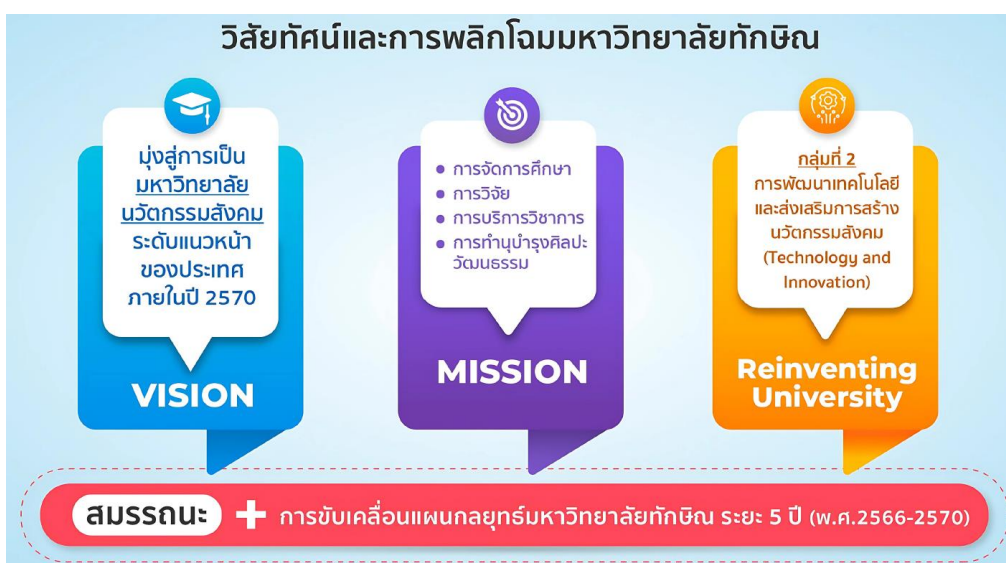 วิสัยทัศน์และการพลิกโฉมมหาวิทยาลัยทักษิณ
มุ่งสู่การเป็น
มหาวิทยาลัย
นวัตกรรมสังคม
ระดับแนวหน้า
ของประเทศ
ภายในปี 2570
VISION
• การจัดการศึกษา
• การวิจัย
• การบริการวิชาการ
• การทำนุบำรุงศิลปะ
วัฒนธรรม
MISSION
กลุ่มที่ 2
การพัฒนาเทคโนโลยี
และส่งเสริมการสร้าง
นวัตกรรมสังคม
(Technology and
Innovation)
Reinventing
University
สมรรถนะ + การขับเคลื่อนแผนกลยุทธ์มหาวิทยาลัยทักษิณ ระยะ 5 ปี (พ.ศ.2566-2570)